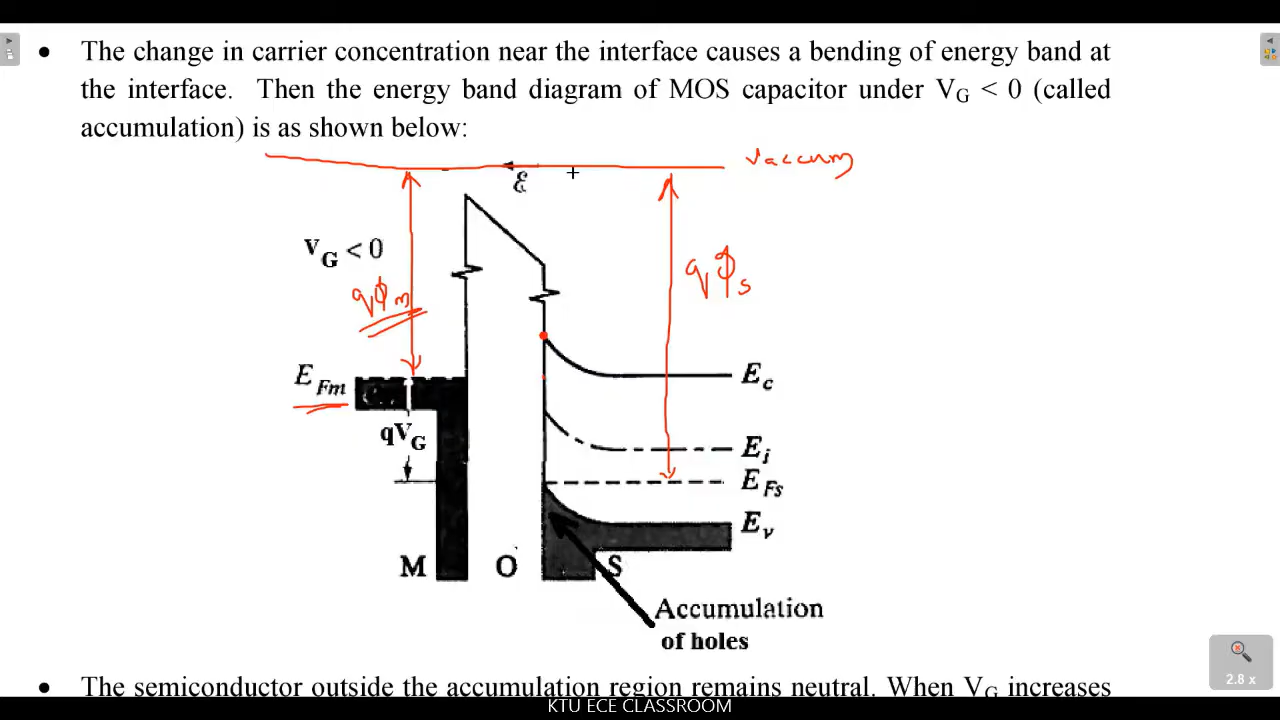 • The change in carrier concentration near the interface causes a bending of energy band at
the interface. Then the energy band diagram of MOS capacitor under VG < 0 (called
accumulation) is as shown below:
vaccum
ℰ
VG < 0
qΦm
qΦs
EFm
Ec
qVG
Ei
EFs
Ev
M O S
Accumulation
of holes
• The semiconductor outside the accumulation region remains neutral. When VG increases
2.8 x
KTU ECE CLASSROOM